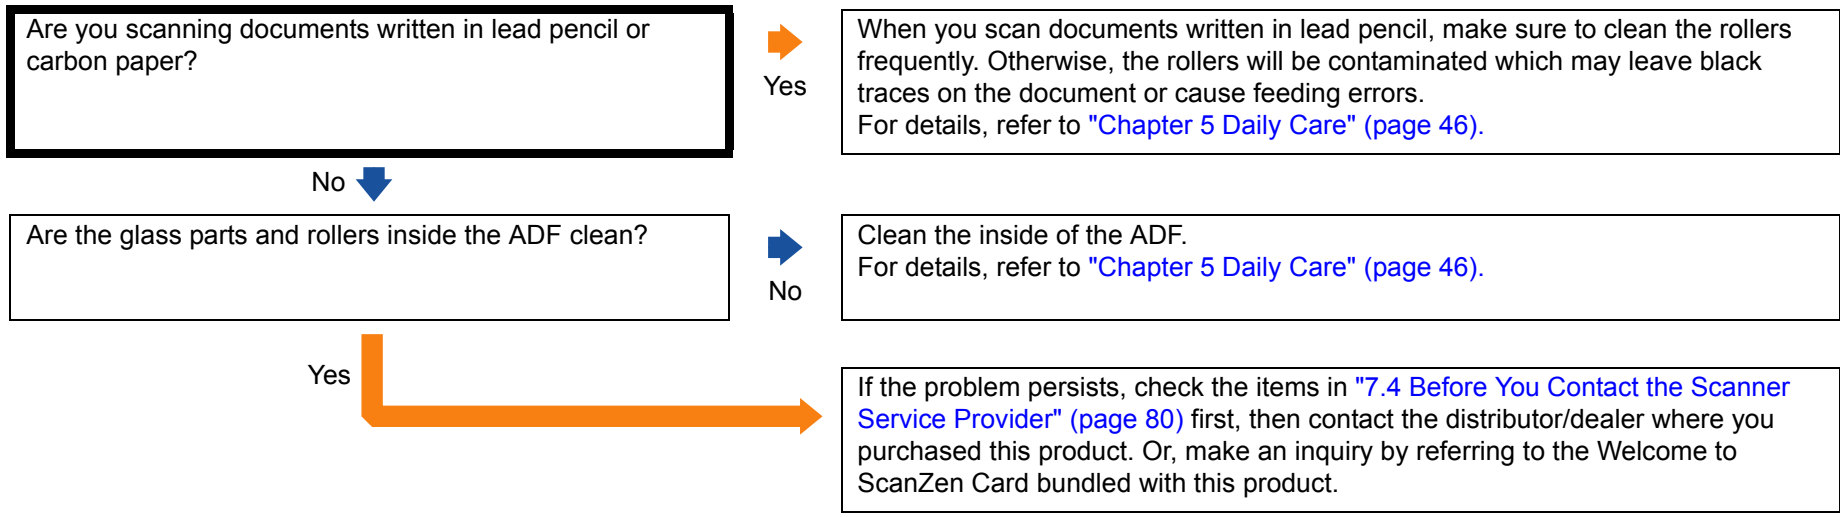 Are you scanning documents written in lead pencil or
carbon paper?
Yes
When you scan documents written in lead pencil, make sure to clean the rollers
frequently. Otherwise, the rollers will be contaminated which may leave black
traces on the document or cause feeding errors.
For details, refer to "Chapter 5 Daily Care" (page 46).
No
Are the glass parts and rollers inside the ADF clean?
No
Clean the inside of the ADF.
For details, refer to "Chapter 5 Daily Care" (page 46).
Yes
If the problem persists, check the items in "7.4 Before You Contact the Scanner
Service Provider" (page 80) first, then contact the distributor/dealer where you
purchased this product. Or, make an inquiry by referring to the Welcome to
ScanZen Card bundled with this product.